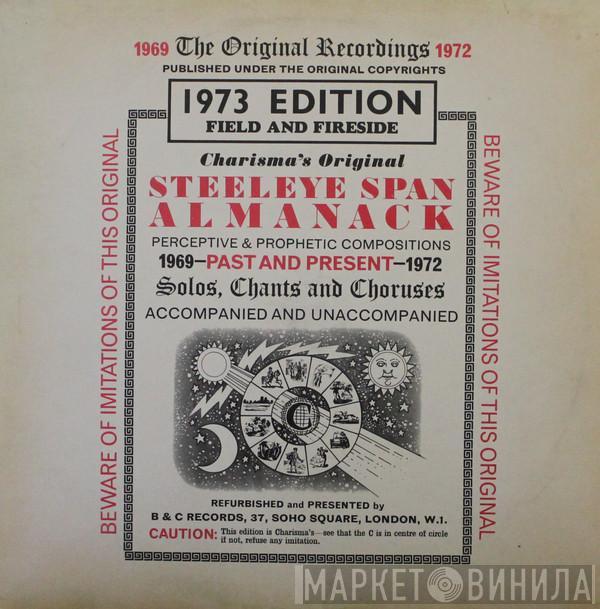 1969 The Original Recordings 1972
PUBLISHED UNDER THE ORIGINAL COPYRIGHTS
1973 EDITION
FIELD AND FIRESIDE
Charisma's Original
STEELEYE SPAN
ALMANACK
PERCEPTIVE & PROPHETIC COMPOSITIONS
1969—PAST AND PRESENT—1972
Solos, Chants and Choruses
ACCOMPANIED AND UNACCOMPANIED
BEWARE OF IMITATIONS OF THIS ORIGINAL
BEWARE OF IMITATIONS OF THIS ORIGINAL
C
REFURBISHED and PRESENTED by
B & C RECORDS, 37, SOHO SQUARE, LONDON, W.1.
CAUTION: This edition is Charisma's—see that the C is in centre of circle
if not, refuse any imitation.
МАРКЕТ ВИНИЛА